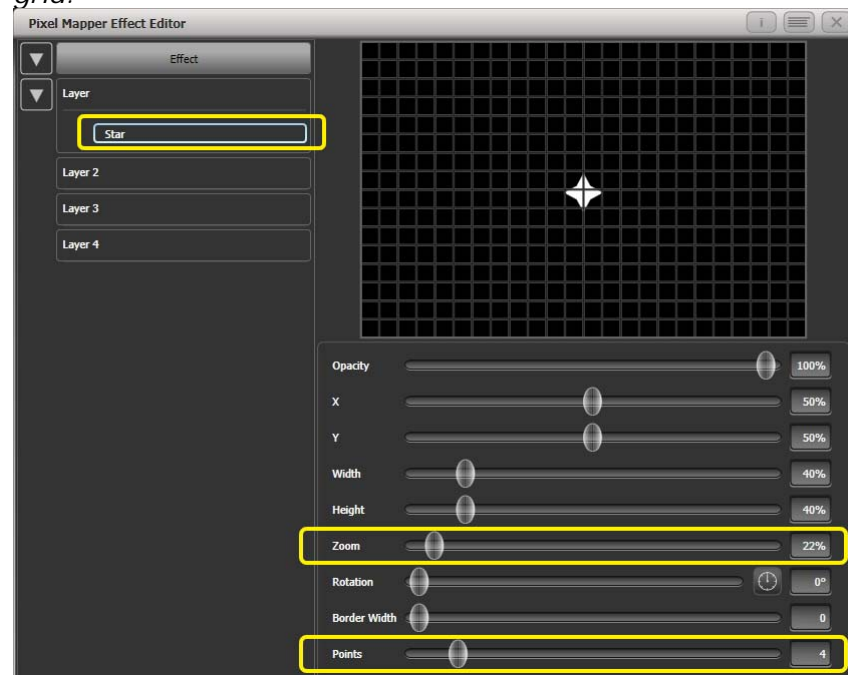 grid.
Pixel Mapper Effect Editor
i
Effect
Layer
Star
Layer 2
Layer 3
Layer 4
Opacity 100%
X 50%
Y 50%
Width 40%
Height 40%
Zoom 22%
Rotation 0°
Border Width 0
Points 4